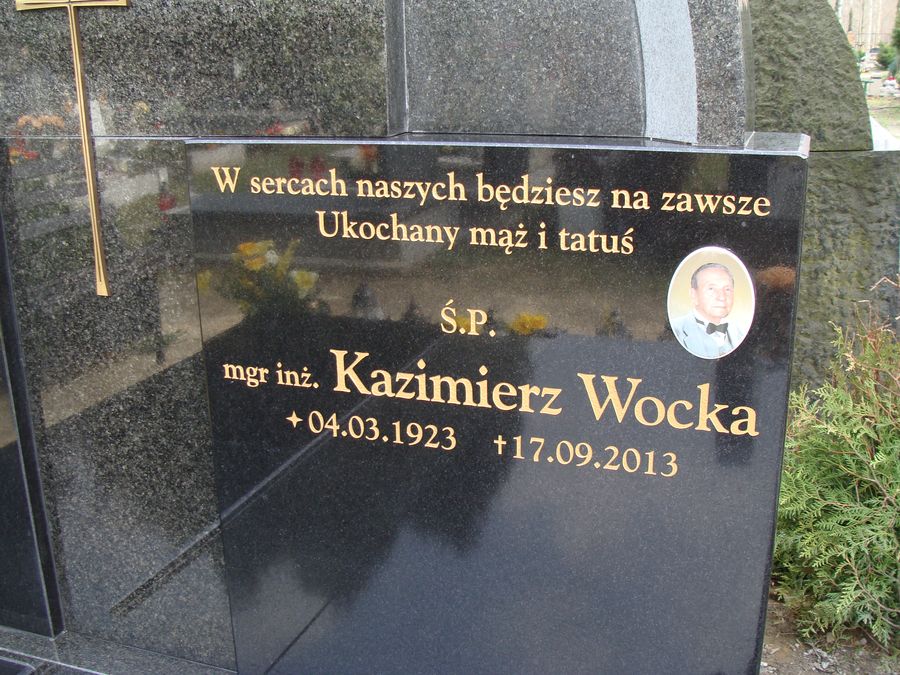 W sercach naszych będziesz na zawsze
Ukochany mąż i tatuś
Ś.P.
mgr inż. Kazimierz Wocka
✦04.03.1923 ✝17.09.2013